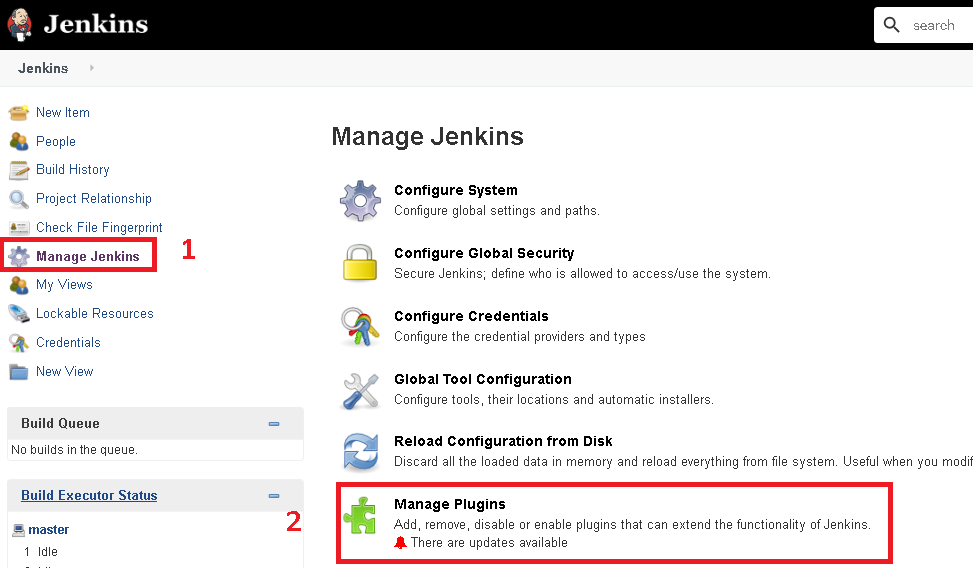 Jenkins
search
Jenkins
New Item
People
Build History
Project Relationship
Check File Fingerprint
Manage Jenkins
1
My Views
Lockable Resources
Credentials
New View
Build Queue
No builds in the queue.
Build Executor Status
master
1 Idle
Manage Jenkins
Configure System
Configure global settings and paths.
Configure Global Security
Secure Jenkins; define who is allowed to access/use the system.
Configure Credentials
Configure the credential providers and types
Global Tool Configuration
Configure tools, their locations and automatic installers.
Reload Configuration from Disk
Discard all the loaded data in memory and reload everything from file system. Useful when you modif
2
Manage Plugins
Add, remove, disable or enable plugins that can extend the functionality of Jenkins.
There are updates available